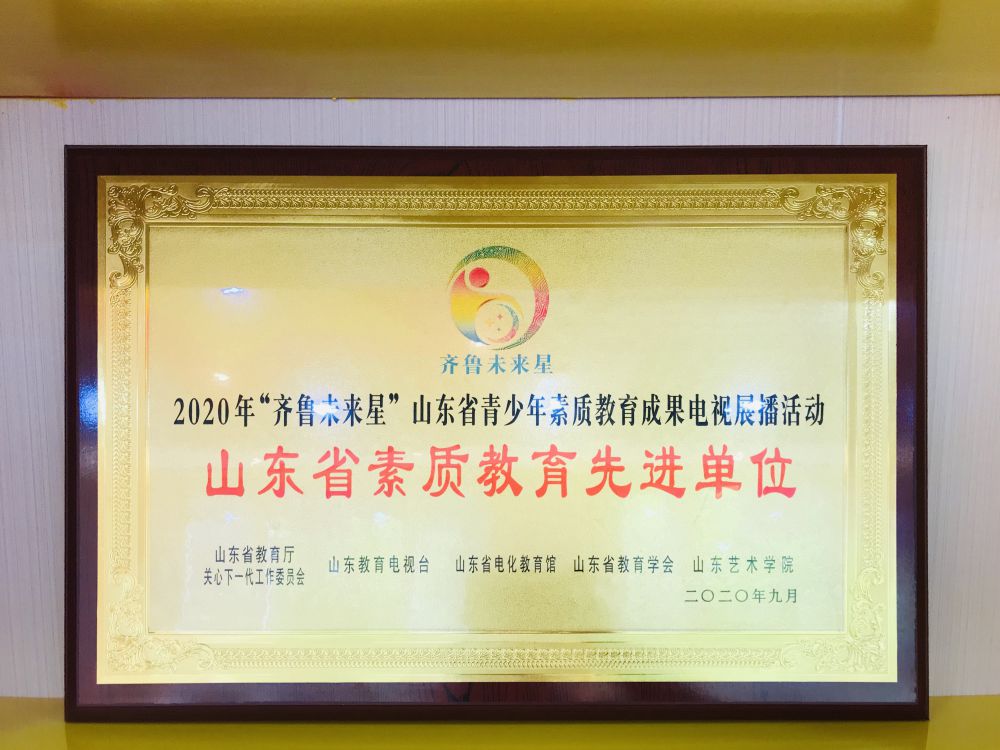 齐鲁未来星
2020年“齐鲁未来星”山东省青少年素质教育成果电视展播活动
山东省素质教育先进单位
山东省教育厅
关心下一代工作委员会
山东教育电视台 山东省电化教育馆 山东省教育学会 山东艺术学院
二〇二〇年九月